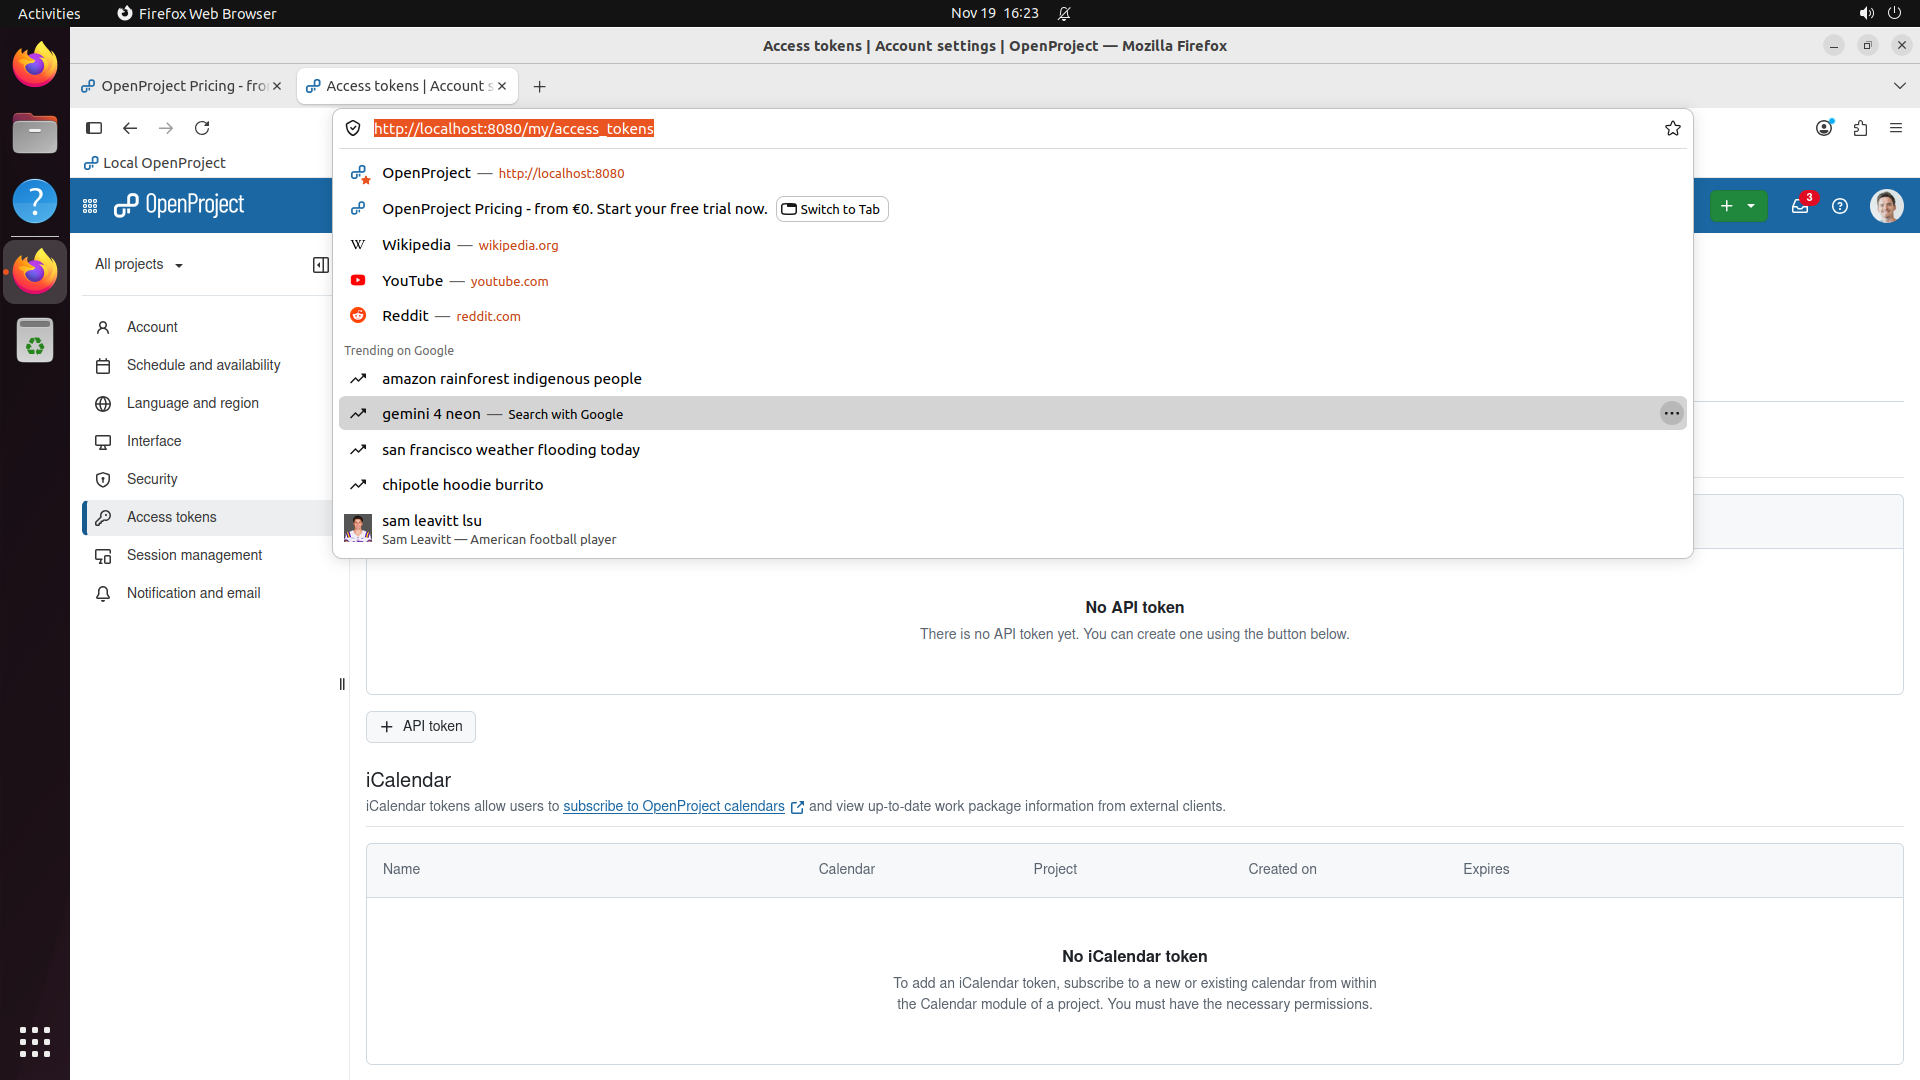 Activities
Firefox Web Browser
Nov 19 16:23
Access tokens | Account settings | OpenProject — Mozilla Firefox
OpenProject Pricing - fro
Access tokens | Account s
http://localhost:8080/my/access_tokens
Local OpenProject
OpenProject — http://localhost:8080
OpenProject Pricing - from €0. Start your free trial now. Switch to Tab
Wikipedia — wikipedia.org
YouTube — youtube.com
Reddit — reddit.com
Trending on Google
amazon rainforest indigenous people
gemini 4 neon — Search with Google
san francisco weather flooding today
chipotle hoodie burrito
sam leavitt lsu
Sam Leavitt — American football player
OpenProject
3
All projects
Account
Schedule and availability
Language and region
Interface
Security
Access tokens
Session management
Notification and email
No API token
There is no API token yet. You can create one using the button below.
API token
iCalendar
iCalendar tokens allow users to subscribe to OpenProject calendars and view up-to-date work package information from external clients.
Name Calendar Project Created on Expires
No iCalendar token
To add an iCalendar token, subscribe to a new or existing calendar from within
the Calendar module of a project. You must have the necessary permissions.